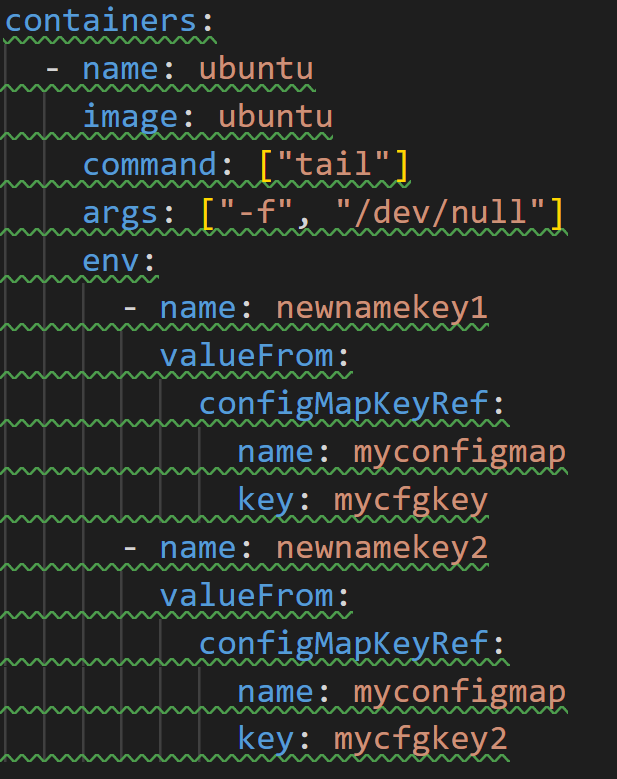 containers:
  - name: ubuntu
    image: ubuntu
    command: ["tail"]
    args: ["-f", "/dev/null"]
    env:
      - name: newnamekey1
        valueFrom:
          configMapKeyRef:
            name: myconfigmap
            key: mycfgkey
      - name: newnamekey2
        valueFrom:
          configMapKeyRef:
            name: myconfigmap
            key: mycfgkey2